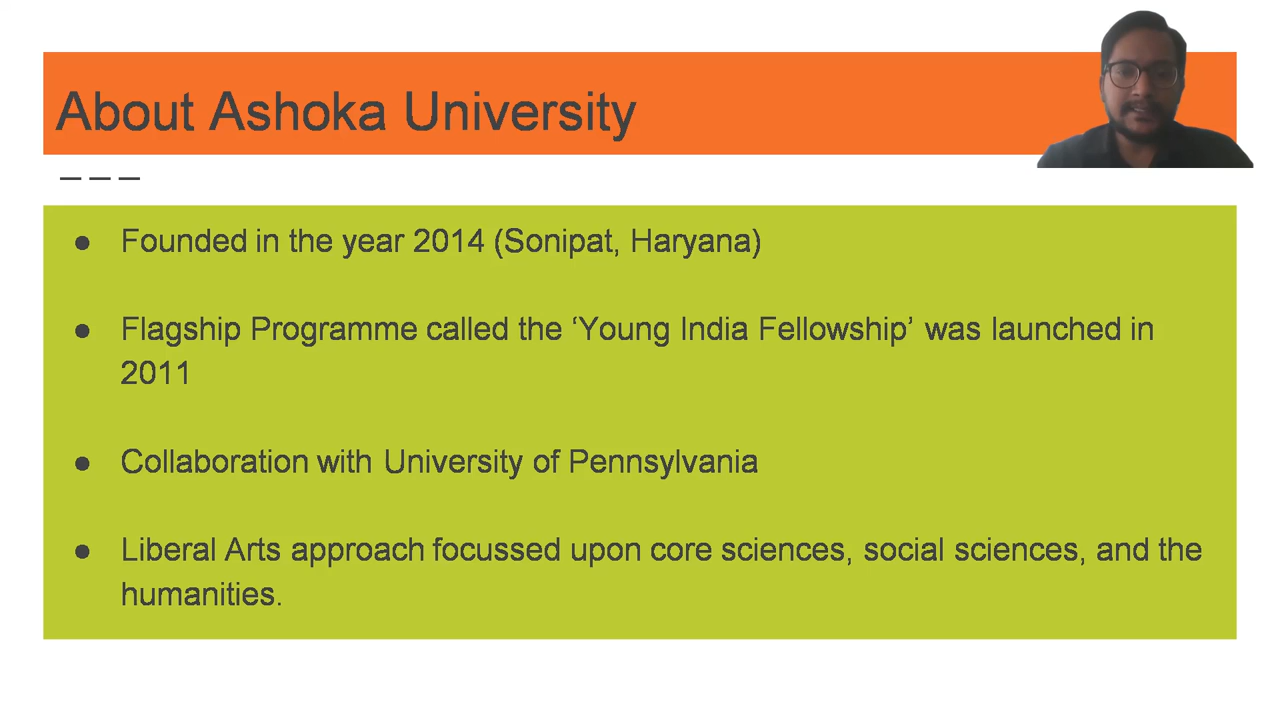 About Ashoka University
● Founded in the year 2014 (Sonipat, Haryana)
● Flagship Programme called the ‘Young India Fellowship’ was launched in
2011
● Collaboration with University of Pennsylvania
● Liberal Arts approach focussed upon core sciences, social sciences, and the
humanities.